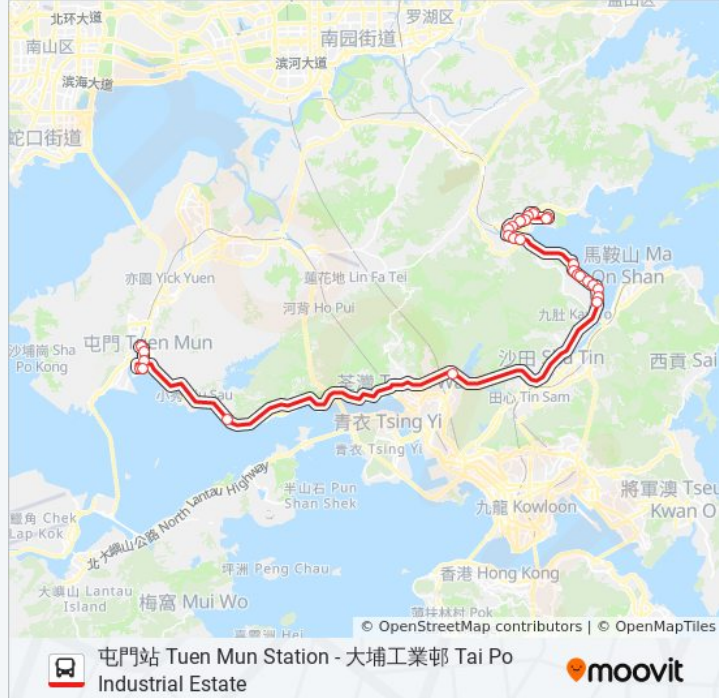 北环大道
罗湖区
南山区
南园街道
滨河大道
滨海大道
蛇口街道
馬鞍山 Ma
On Shan
亦園 Yick Yuen
蓮花地 Lin Fa Tei
河背 Ho Pui
屯門 Tuen Mun
沙埔崗 Sha
Po Kong
沙田 Sha Tin
西貢 Sai
田心 Tin Sam
青衣 Tsing Yi
青衣 Tsing Yi
北大嶼山公路 North Lantau Highway
半山石 Pun
Shan Shek
九龍 Kowloon
將軍澳 Tseu
Kwan O
鱲角 Chek
Lap Kok
坪洲 Peng Chau
香港 Hong Kong
大嶼山 Lantau
Island
梅窩 Mui Wo
© OpenStreetMap contributors | © OpenMapTiles
屯門站 Tuen Mun Station - 大埔工業邨 Tai Po
Industrial Estate
moovit